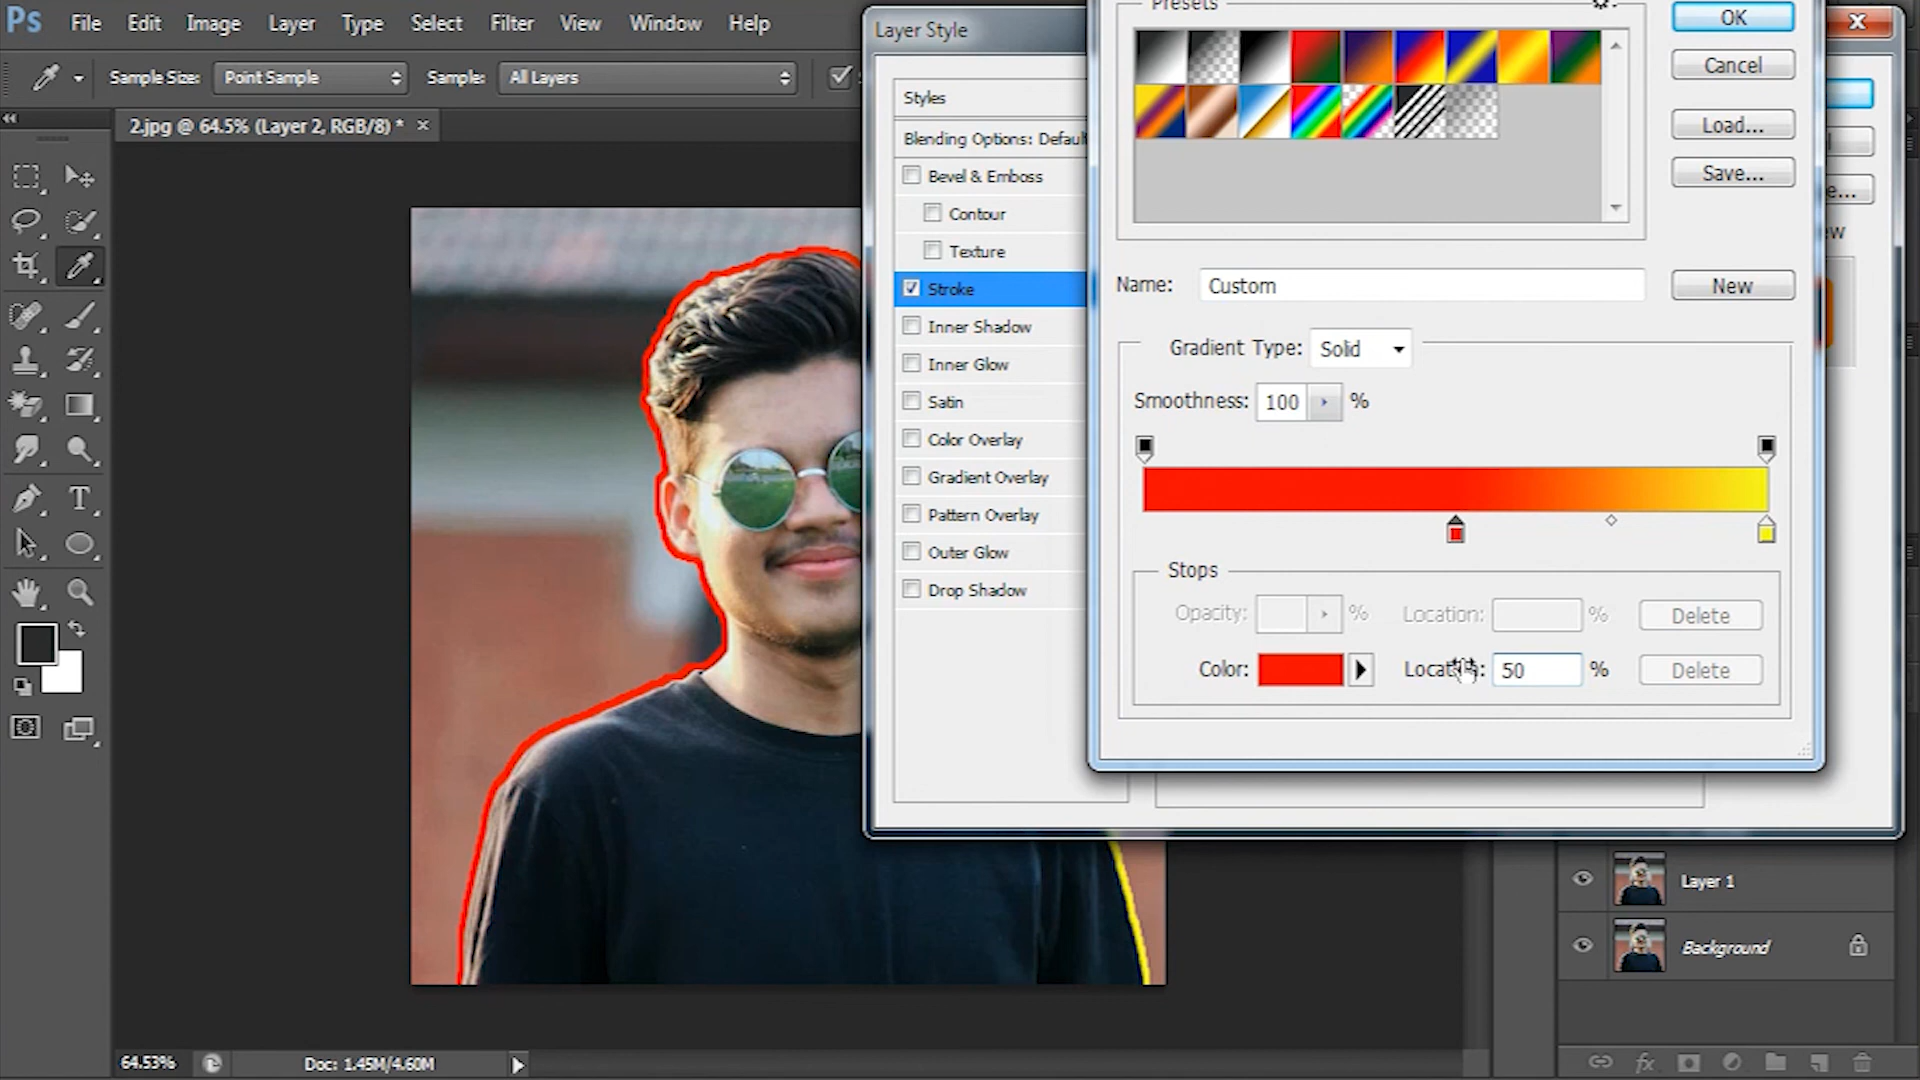 Ps File Edit Image Layer Type Select Filter View Window Help
Sample Size: Point Sample Sample: All Layers
2.jpg @ 64.5% (Layer 2, RGB/8) * ×
Layer Style
Styles
Blending Options: Default
Bevel & Emboss
Contour
Texture
Stroke
Inner Shadow
Inner Glow
Satin
Color Overlay
Gradient Overlay
Pattern Overlay
Outer Glow
Drop Shadow
Presets
OK
Cancel
Load...
Save...
Name: Custom New
Gradient Type: Solid
Smoothness: 100 %
Stops
Opacity: % Location: % Delete
Color: Location: 50 % Delete
Layer 1
Background
64.53% Doc: 1.45M/4.60M
fx